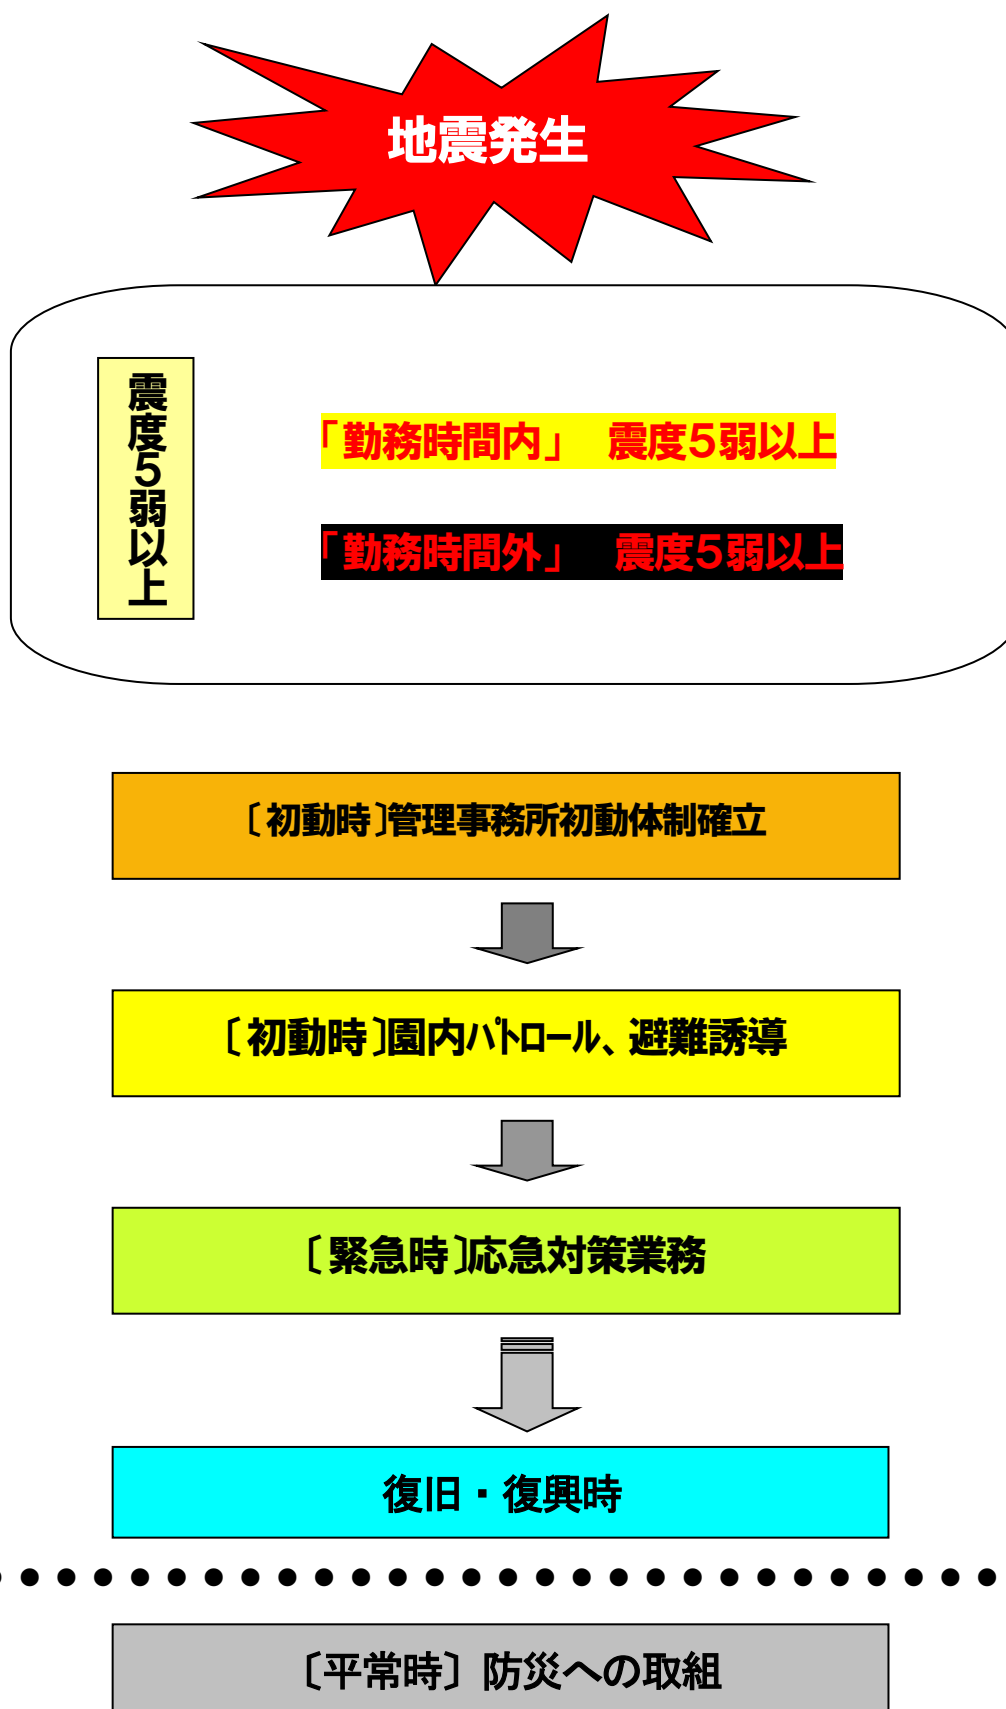 地震発生
震度５弱以上
「勤務時間内」　震度５弱以上
「勤務時間外」　震度５弱以上
〔初動時〕管理事務所初動体制確立
〔初動時〕園内ﾊﾟﾄﾛｰﾙ、避難誘導
〔緊急時〕応急対策業務
復旧・復興時
〔平常時〕防災への取組